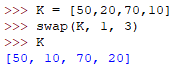 >>> K = [50,20,70,10]
>>> swap(K, 1, 3)
>>> K
[50, 10, 70, 20]